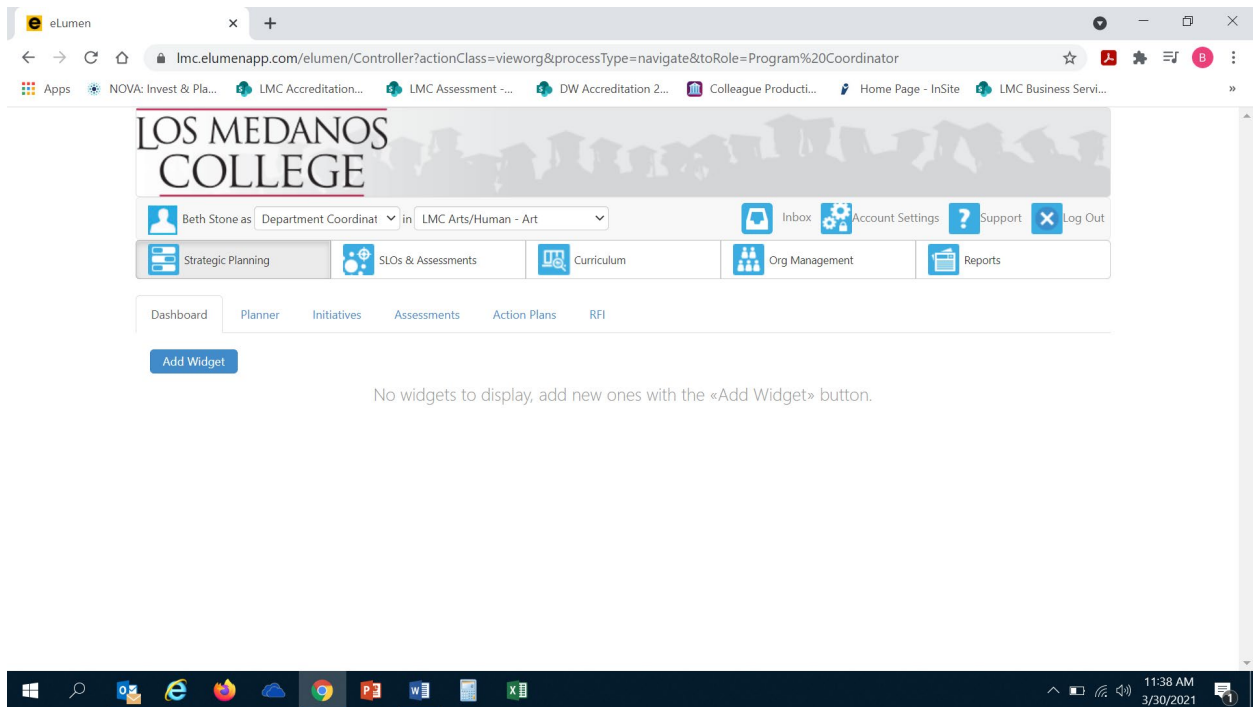 eLumen
lmc.elumenapp.com/elumen/Controller?actionClass=vieworg&processType=navigate&toRole=Program%20Coordinator
B
Apps NOVA: Invest & Pla... LMC Accreditation... LMC Assessment -... DW Accreditation 2... Colleague Producti... Home Page - InSite LMC Business Servi... »
LOS MEDANOS
COLLEGE
Beth Stone as Department Coordinat in LMC Arts/Human - Art Inbox Account Settings ? Support Log Out
Strategic Planning SLOs & Assessments Curriculum Org Management Reports
Dashboard Planner Initiatives Assessments Action Plans RFI
Add Widget
No widgets to display, add new ones with the «Add Widget» button.
11:38 AM
3/30/2021
1